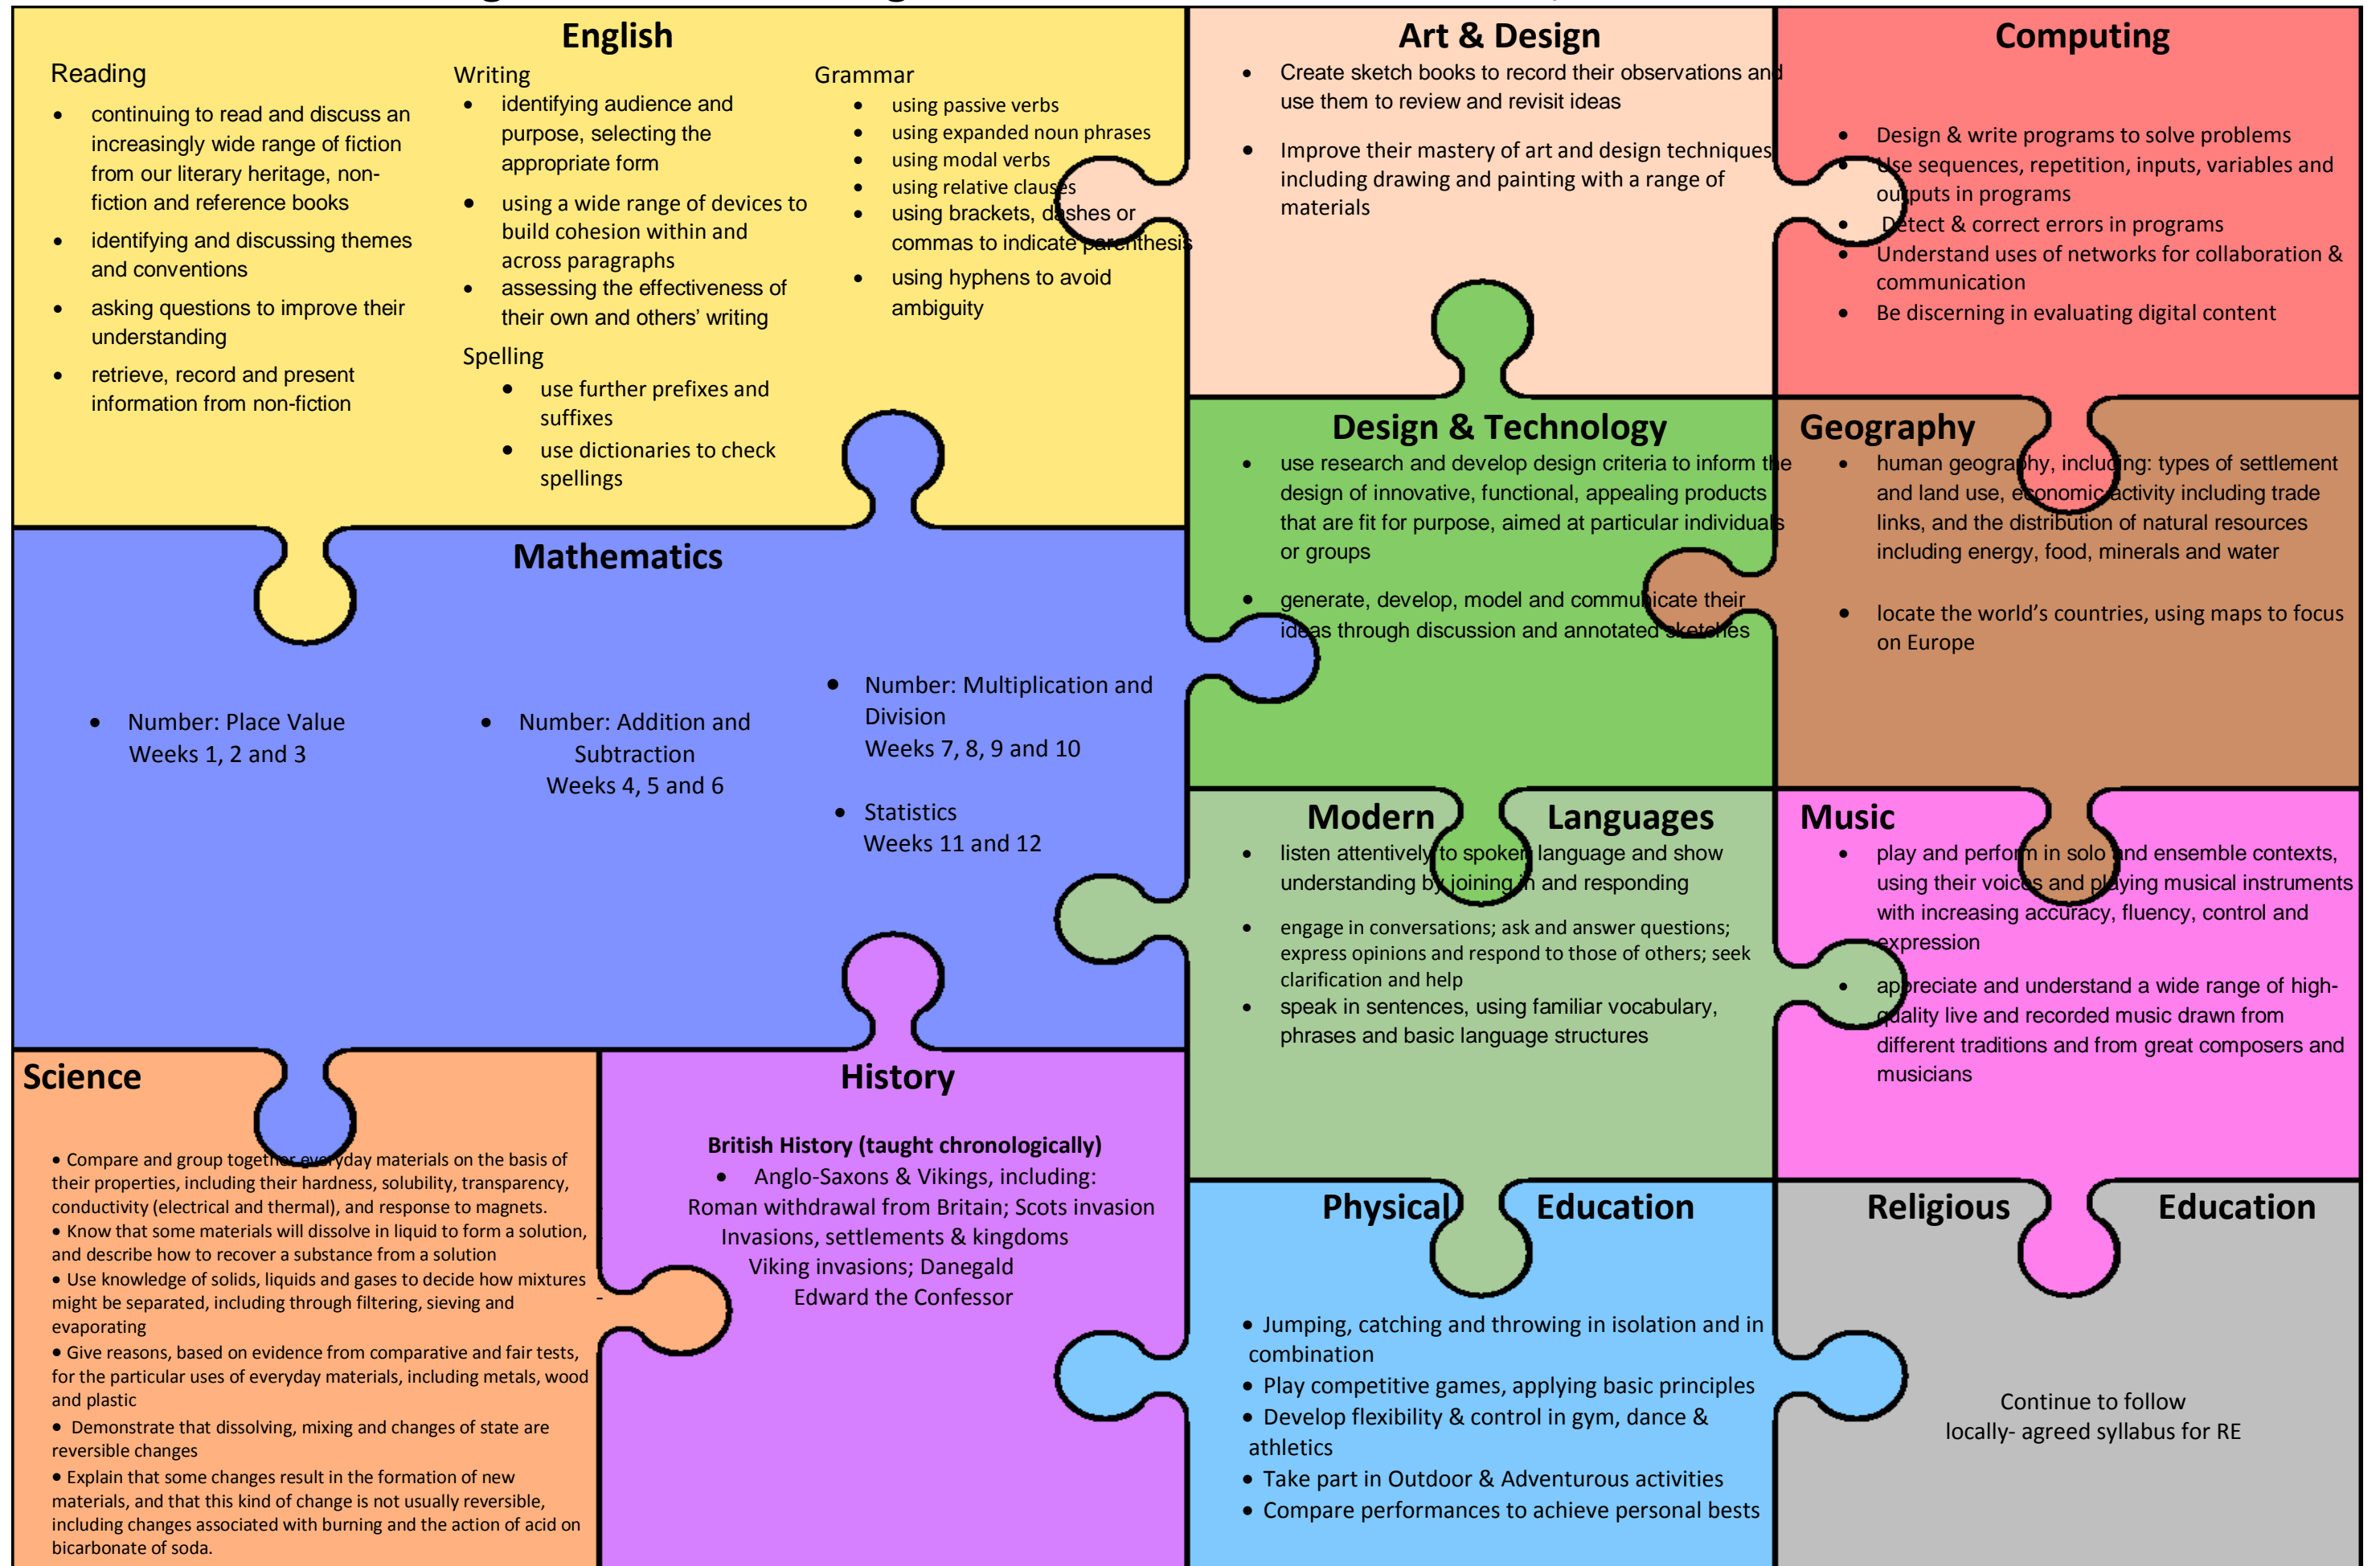 English
Reading
• continuing to read and discuss an
increasingly wide range of fiction
from our literary heritage, non-
fiction and reference books
• identifying and discussing themes
and conventions
• asking questions to improve their
understanding
• retrieve, record and present
information from non-fiction
Writing
• identifying audience and
purpose, selecting the
appropriate form
• using a wide range of devices to
build cohesion within and
across paragraphs
• assessing the effectiveness of
their own and others’ writing
Spelling
• use further prefixes and
suffixes
• use dictionaries to check
spellings
Grammar
• using passive verbs
• using expanded noun phrases
• using modal verbs
• using relative clauses
• using brackets, dashes or
commas to indicate parenthesis
• using hyphens to avoid
ambiguity
Art & Design
• Create sketch books to record their observations and
use them to review and revisit ideas
• Improve their mastery of art and design techniques
including drawing and painting with a range of
materials
Computing
• Design & write programs to solve problems
• Use sequences, repetition, inputs, variables and
outputs in programs
• Detect & correct errors in programs
• Understand uses of networks for collaboration &
communication
• Be discerning in evaluating digital content
Mathematics
• Number: Place Value
Weeks 1, 2 and 3
• Number: Addition and
Subtraction
Weeks 4, 5 and 6
• Number: Multiplication and
Division
Weeks 7, 8, 9 and 10
• Statistics
Weeks 11 and 12
Design & Technology
• use research and develop design criteria to inform the
design of innovative, functional, appealing products
that are fit for purpose, aimed at particular individuals
or groups
• generate, develop, model and communicate their
ideas through discussion and annotated sketches
Geography
• human geography, including: types of settlement
and land use, economic activity including trade
links, and the distribution of natural resources
including energy, food, minerals and water
• locate the world’s countries, using maps to focus
on Europe
Modern Languages
• listen attentively to spoken language and show
understanding by joining in and responding
• engage in conversations; ask and answer questions;
express opinions and respond to those of others; seek
clarification and help
• speak in sentences, using familiar vocabulary,
phrases and basic language structures
Music
• play and perform in solo and ensemble contexts,
using their voices and playing musical instruments
with increasing accuracy, fluency, control and
expression
• appreciate and understand a wide range of high-
quality live and recorded music drawn from
different traditions and from great composers and
musicians
Science
• Compare and group together everyday materials on the basis of
their properties, including their hardness, solubility, transparency,
conductivity (electrical and thermal), and response to magnets.
• Know that some materials will dissolve in liquid to form a solution,
and describe how to recover a substance from a solution
• Use knowledge of solids, liquids and gases to decide how mixtures
might be separated, including through filtering, sieving and
evaporating
• Give reasons, based on evidence from comparative and fair tests,
for the particular uses of everyday materials, including metals, wood
and plastic
• Demonstrate that dissolving, mixing and changes of state are
reversible changes
• Explain that some changes result in the formation of new
materials, and that this kind of change is not usually reversible,
including changes associated with burning and the action of acid on
bicarbonate of soda.
History
British History (taught chronologically)
• Anglo-Saxons & Vikings, including:
Roman withdrawal from Britain; Scots invasion
Invasions, settlements & kingdoms
Viking invasions; Danegald
Edward the Confessor
Physical Education
• Jumping, catching and throwing in isolation and in
combination
• Play competitive games, applying basic principles
• Develop flexibility & control in gym, dance &
athletics
• Take part in Outdoor & Adventurous activities
• Compare performances to achieve personal bests
Religious Education
Continue to follow
locally- agreed syllabus for RE